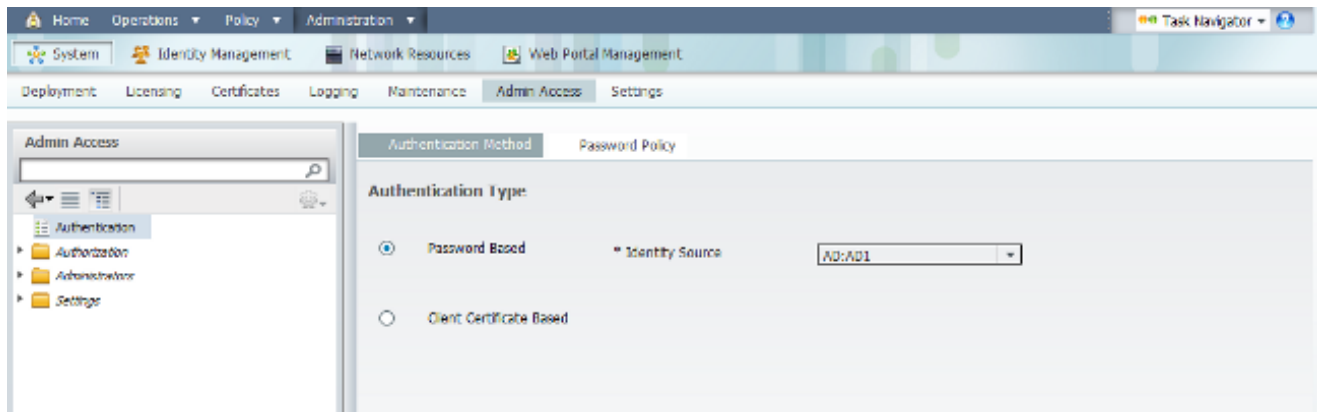 Home Operations Policy Administration Task Navigator
System Identity Management Network Resources Web Portal Management
Deployment Licensing Certificates Logging Maintenance Admin Access Settings
Admin Access
Authentication Method Password Policy
Authentication Type
Authentication
Authorization
Administrators
Settings
Password Based * Identity Source AD:AD1
Client Certificate Based